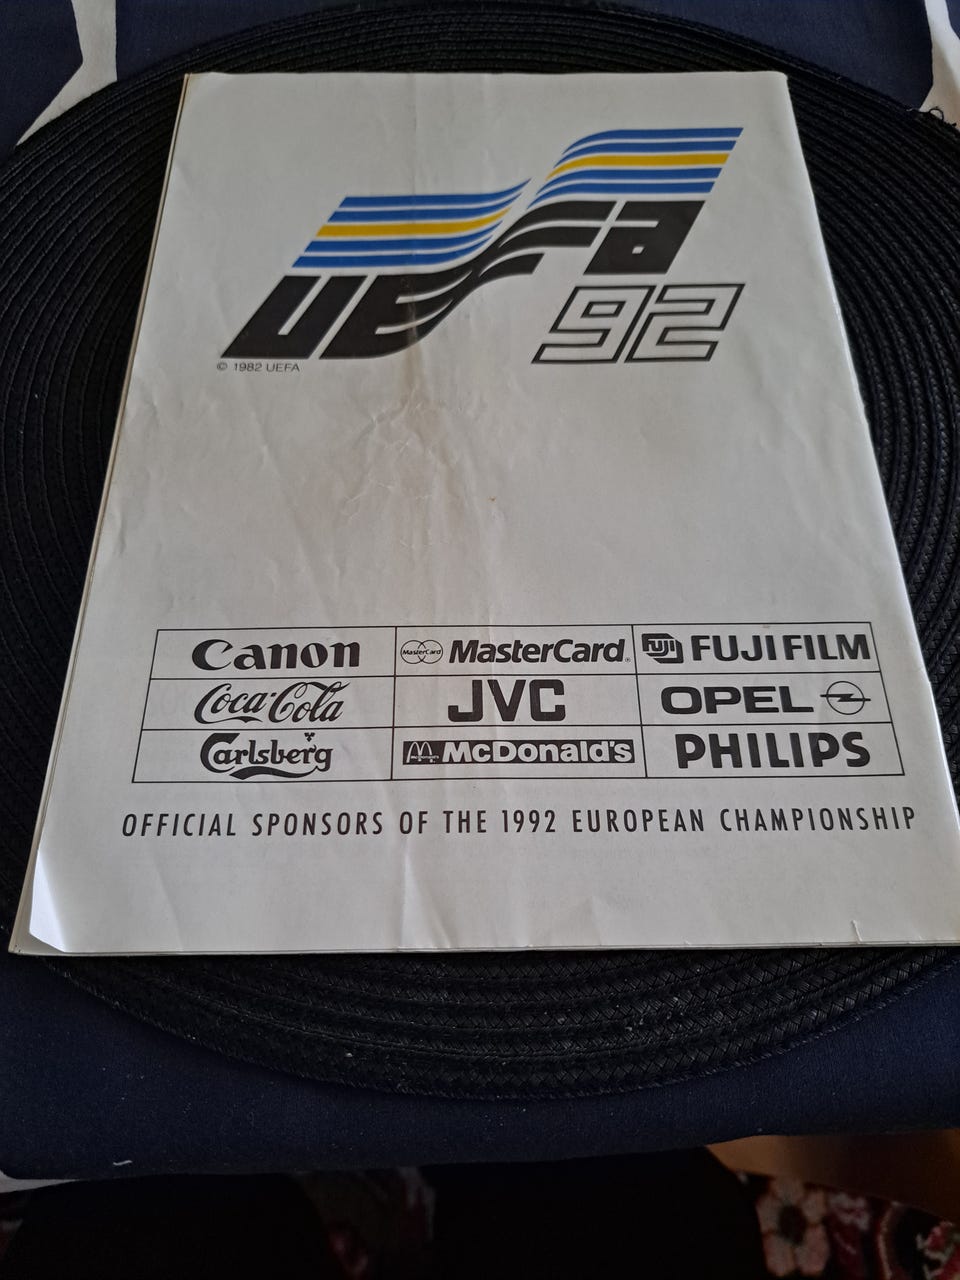 UEFA
92
© 1982 UEFA
Canon MasterCard MasterCard® FUJI FUJIFILM
Coca-Cola JVC OPEL
Carlsberg McDonald's PHILIPS
OFFICIAL SPONSORS OF THE 1992 EUROPEAN CHAMPIONSHIP